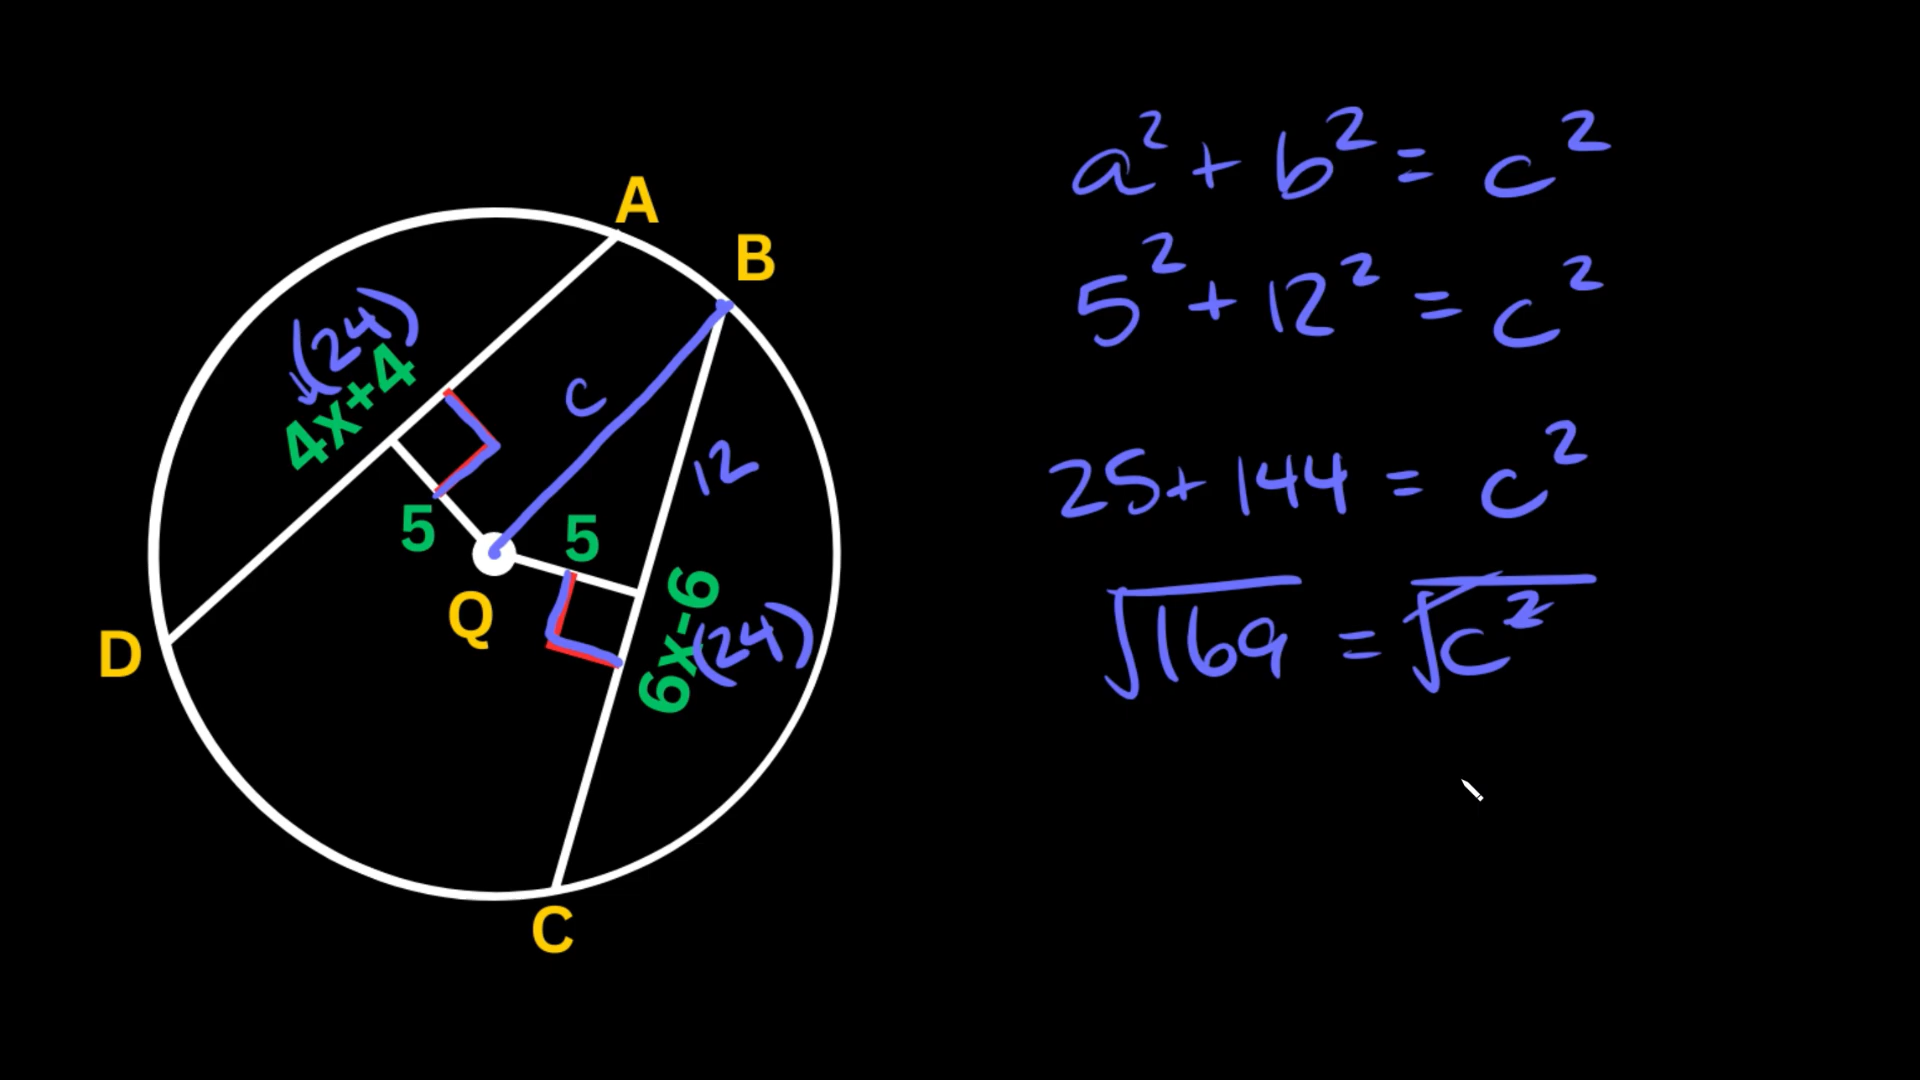 A
B
(24)
4x+4
c
12
5
5
Q
6x-6
(24)
D
C
a² + b² = c²
5² + 12² = c²
25 + 144 = c²
√169 = √c²